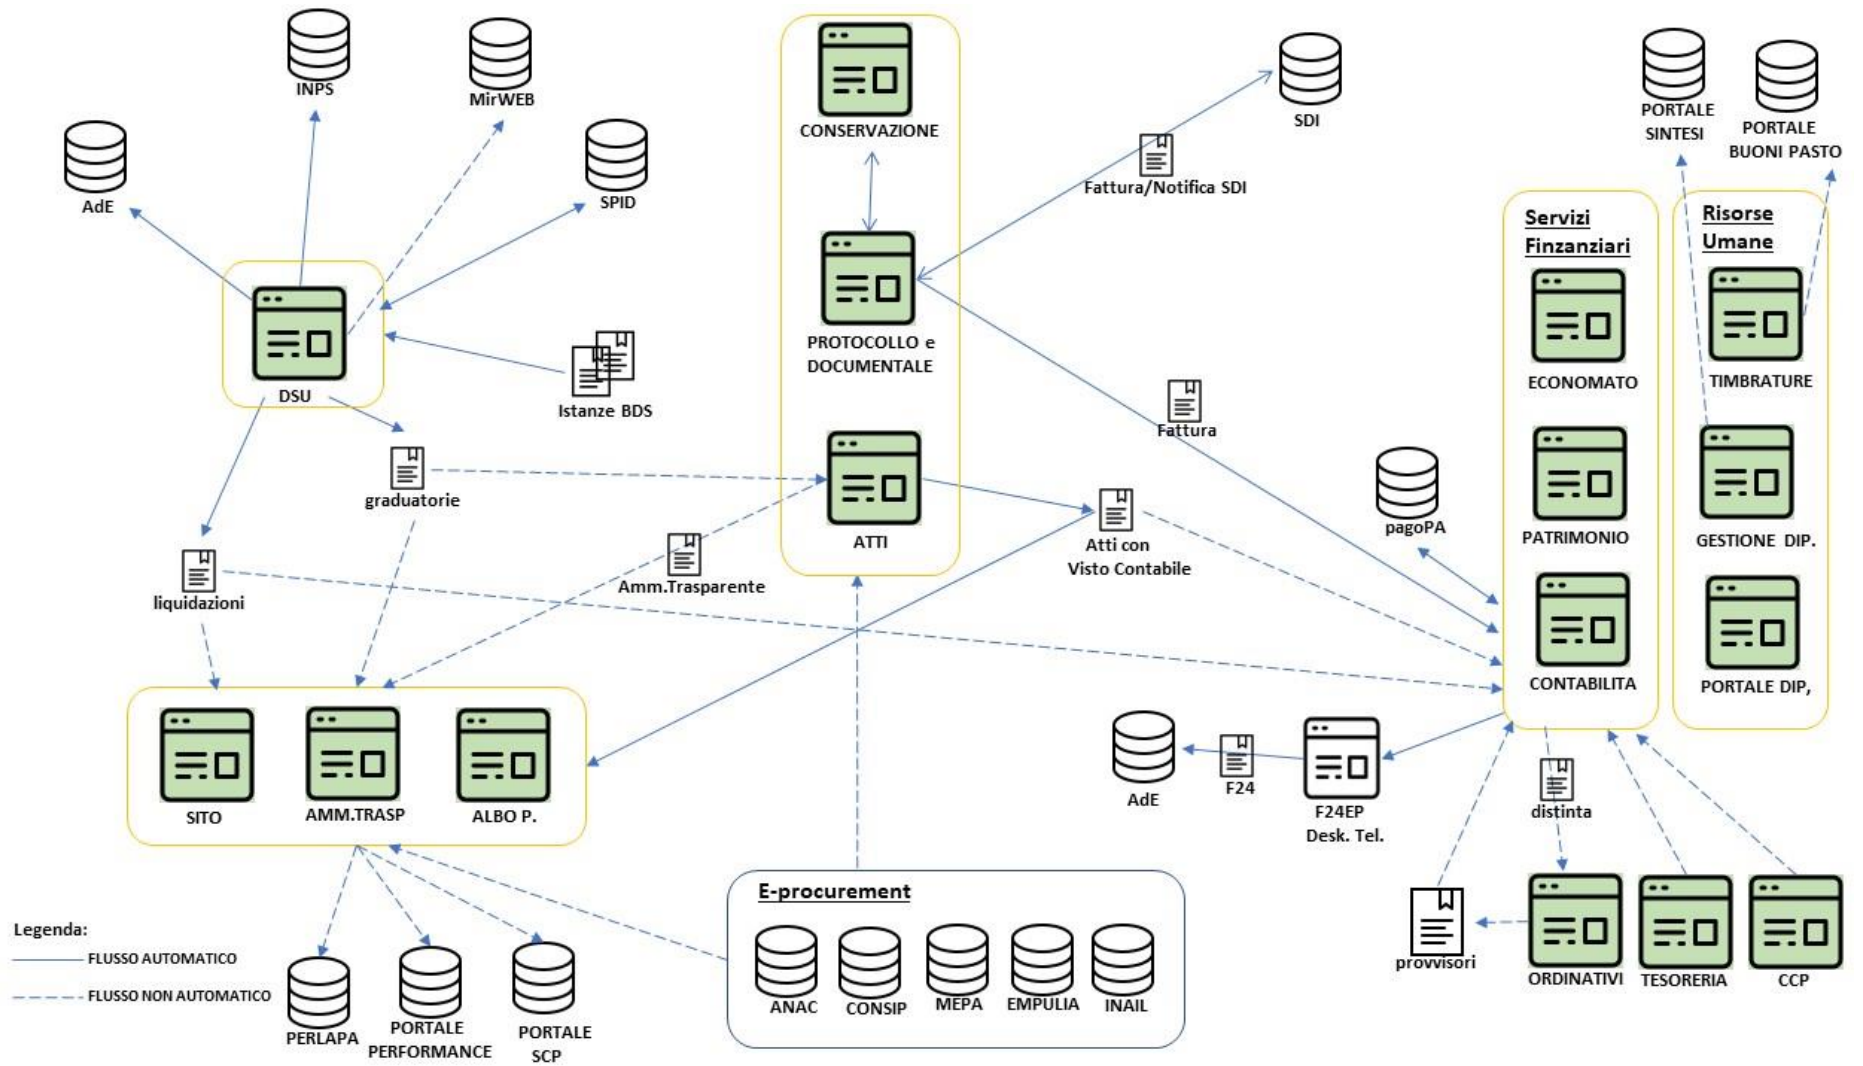 INPS
MirWEB
AdE
SPID
DSU
Istanze BDS
graduatorie
liquidazioni
CONSERVAZIONE
PROTOCOLLO e
DOCUMENTALE
ATTI
SDI
Fattura/Notifica SDI
Fattura
Amm.Trasparente
Atti con
Visto Contabile
pagoPA
PORTALE
SINTESI
PORTALE
BUONI PASTO
Servizi
Finzanziari
ECONOMATO
PATRIMONIO
CONTABILITA
Risorse
Umane
TIMBRATURE
GESTIONE DIP.
PORTALE DIP,
SITO
AMM.TRASP
ALBO P.
AdE
F24
F24EP
Desk. Tel.
distinta
provvisori
ORDINATIVI
TESORERIA
CCP
E-procurement
ANAC
CONSIP
MEPA
EMPULIA
INAIL
PERLAPA
PORTALE
PERFORMANCE
PORTALE
SCP
Legenda:
FLUSSO AUTOMATICO
FLUSSO NON AUTOMATICO